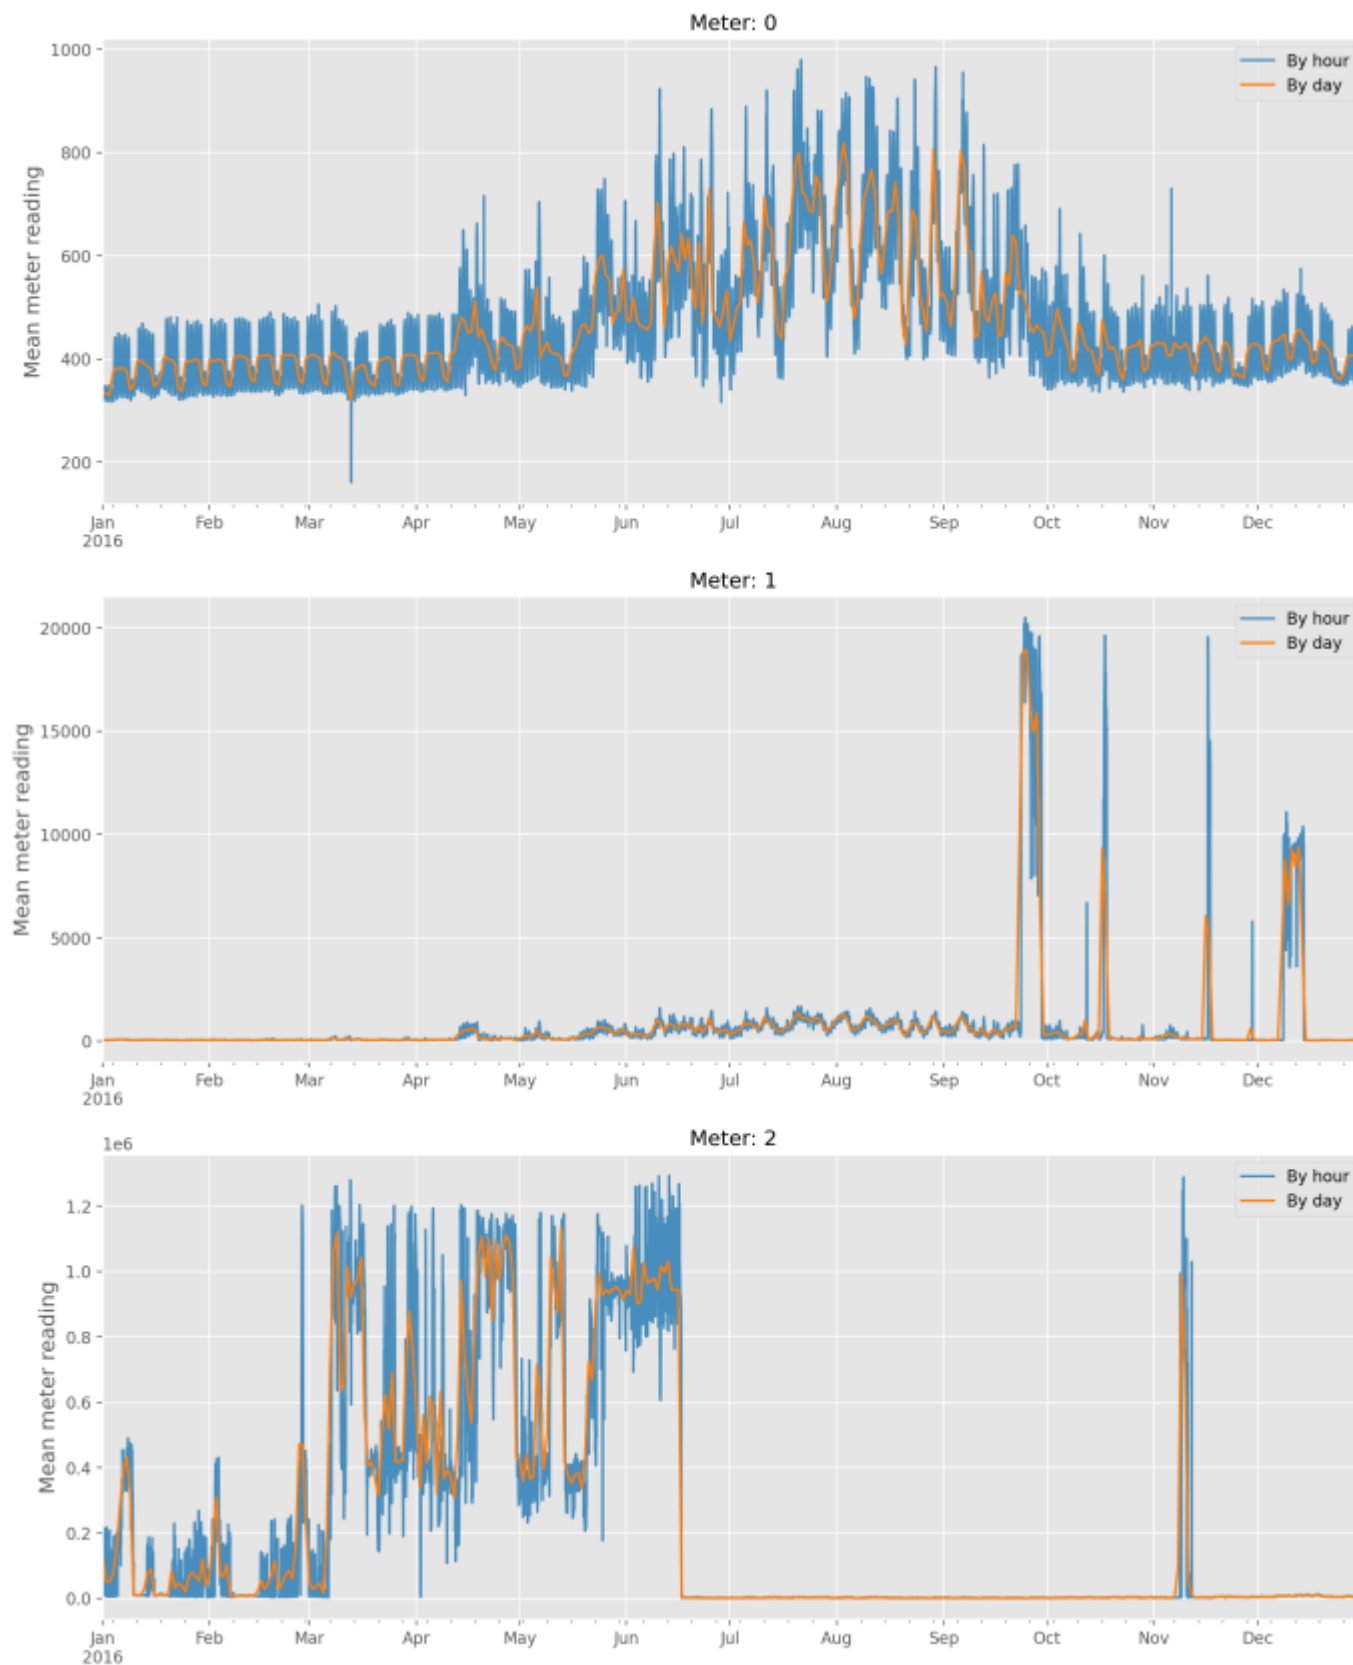 Meter: 0
1000
800
600
400
200
Mean meter reading
By hour
By day
Jan Feb Mar Apr May Jun Jul Aug Sep Oct Nov Dec
2016
Meter: 1
20000
15000
10000
5000
0
Mean meter reading
By hour
By day
Jan Feb Mar Apr May Jun Jul Aug Sep Oct Nov Dec
2016
Meter: 2
1e6
1.2
1.0
0.8
0.6
0.4
0.2
0.0
Mean meter reading
By hour
By day
Jan Feb Mar Apr May Jun Jul Aug Sep Oct Nov Dec
2016